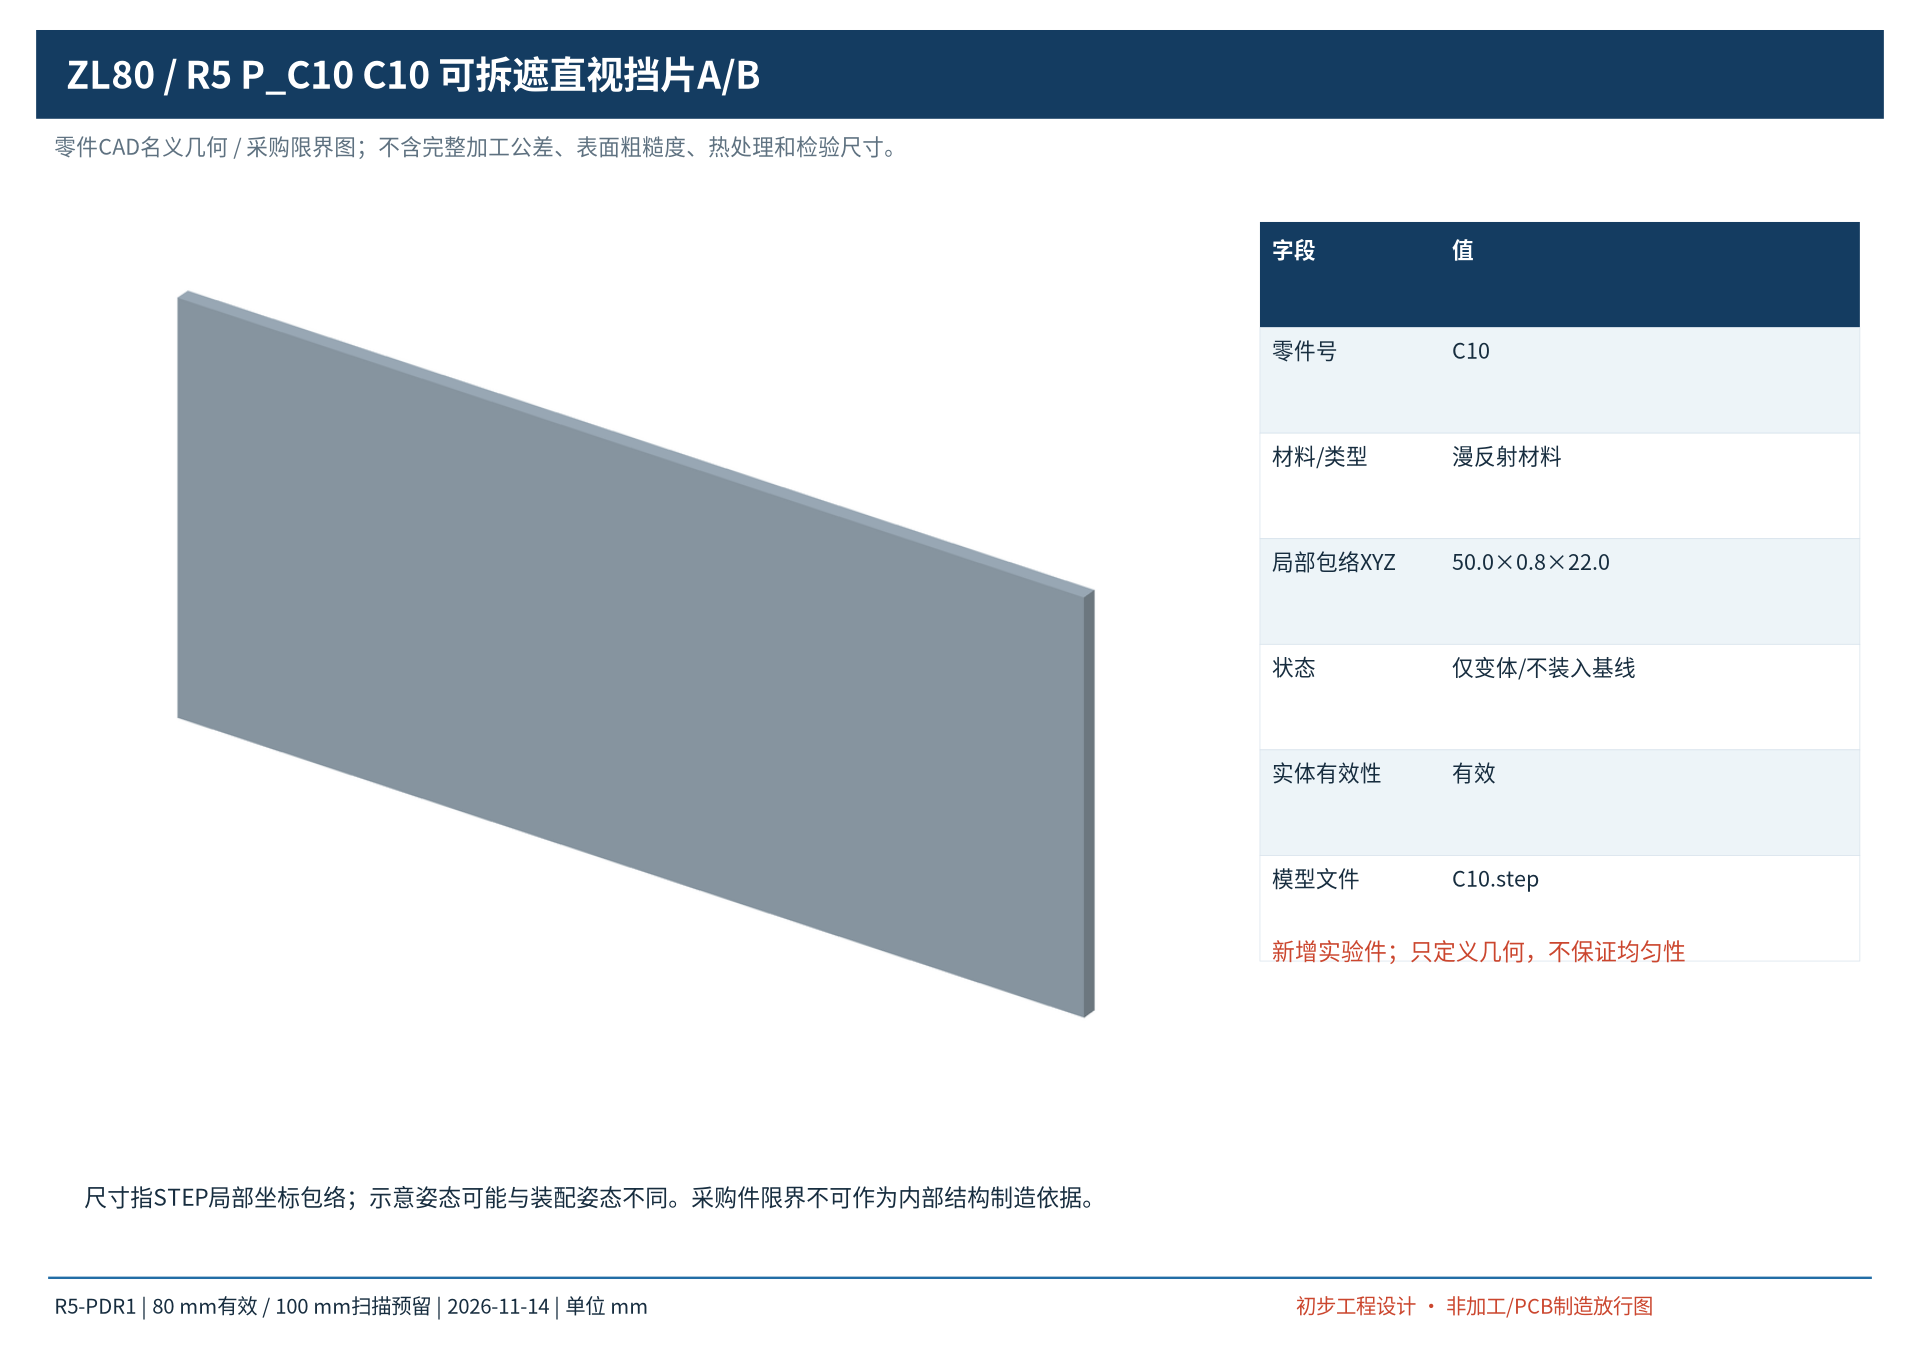 ZL80 / R5 P_C10 C10 可拆遮直视挡片A/B
零件CAD名义几何 / 采购限界图；不含完整加工公差、表面粗糙度、热处理和检验尺寸。
字段 值
零件号 C10
材料/类型 漫反射材料
局部包络XYZ 50.0×0.8×22.0
状态 仅变体/不装入基线
实体有效性 有效
模型文件 C10.step
新增实验件；只定义几何，不保证均匀性
尺寸指STEP局部坐标包络；示意姿态可能与装配姿态不同。采购件限界不可作为内部结构制造依据。
R5-PDR1 | 80 mm有效 / 100 mm扫描预留 | 2026-11-14 | 单位 mm
初步工程设计 · 非加工/PCB制造放行图